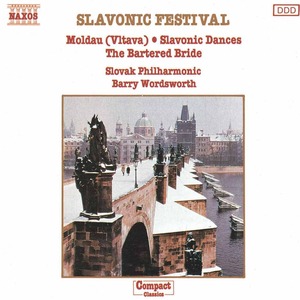 NAXOS
SLAVONIC FESTIVAL
DDD
Moldau (Vltava) • Slavonic Dances
The Bartered Bride
Slovak Philharmonic
Barry Wordsworth
Compact
Classics